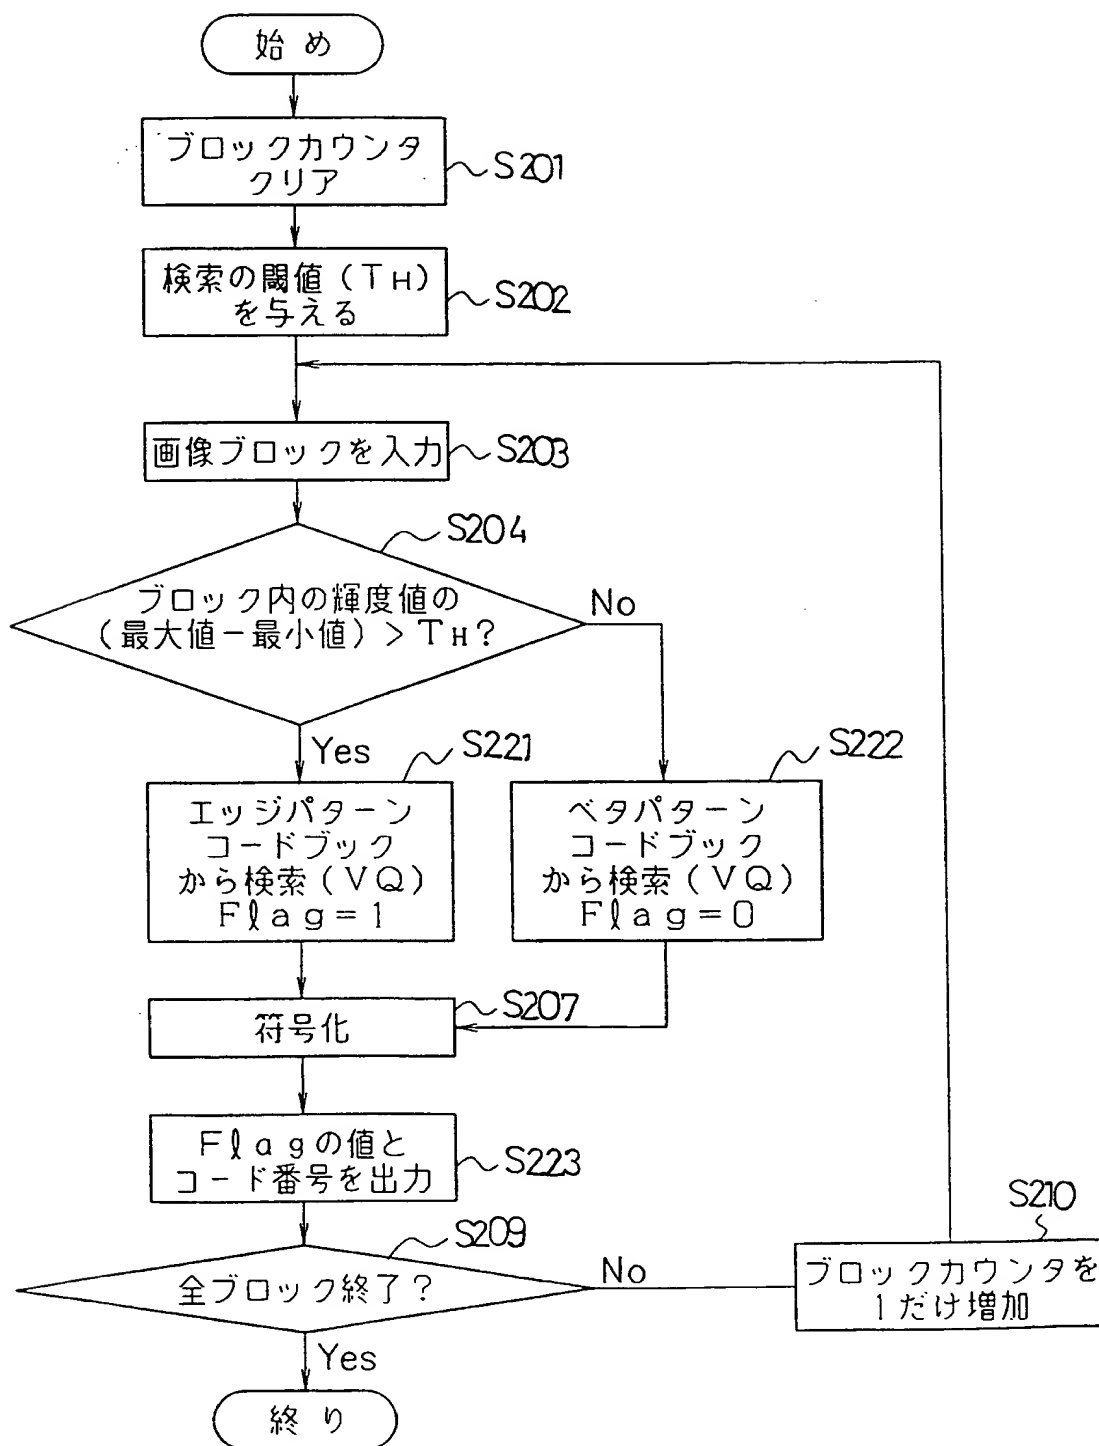 始め
ブロックカウンタ
クリア
S201
検索の閾値(TH)
を与える
S202
画像ブロックを入力
S203
S204
ブロック内の輝度値の
(最大値-最小値)>TH?
No
Yes
S221
エッジパターン
コードブック
から検索(VQ)
Flag=1
S222
ベタパターン
コードブック
から検索(VQ)
Flag=0
S207
符号化
Flagの値と
コード番号を出力
S223
S209
全ブロック終了?
No
S210
ブロックカウンタを
1だけ増加
Yes
終り